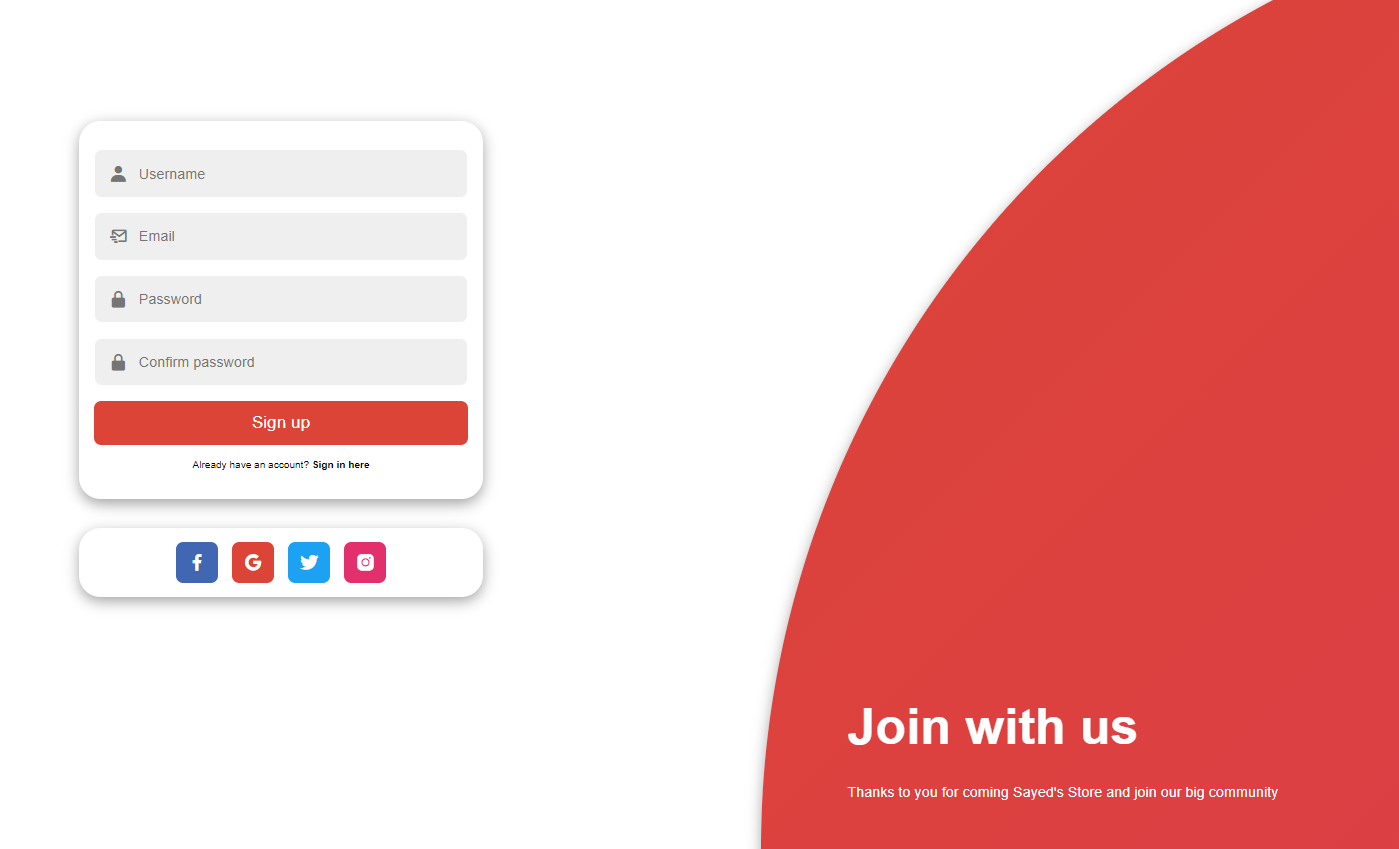 Username
Email
Password
Confirm password
Sign up
Already have an account? Sign in here
Join with us
Thanks to you for coming Sayed's Store and join our big community